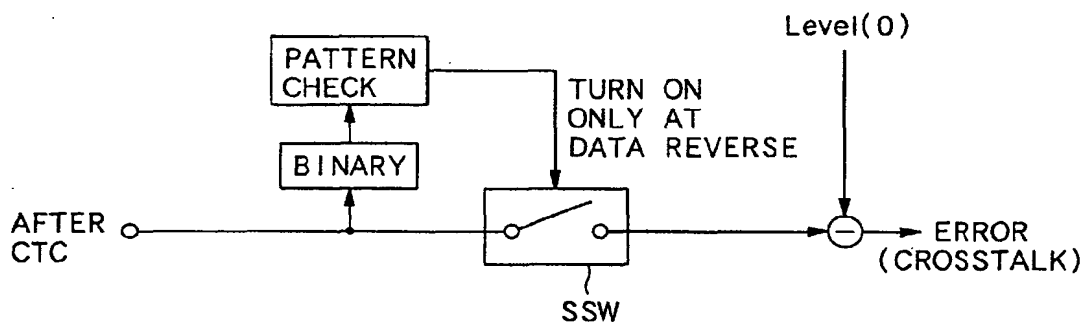 Level(0)
PATTERN
CHECK
TURN ON
ONLY AT
DATA REVERSE
BINARY
AFTER
CTC
−
ERROR
(CROSSTALK)
SSW